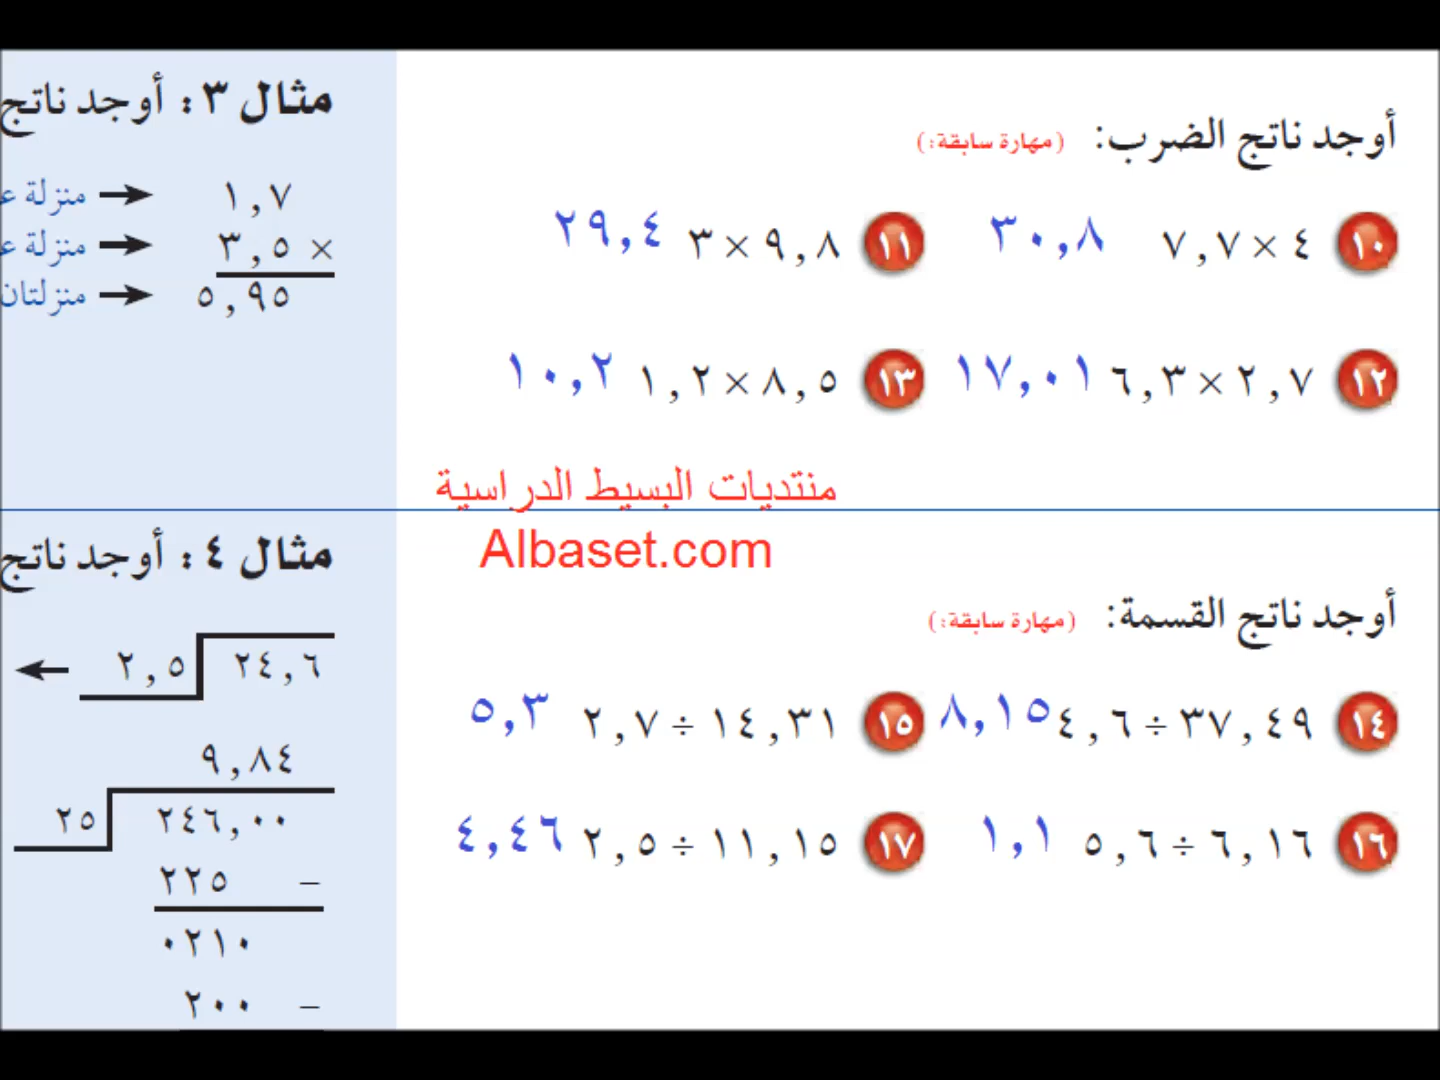 أوجد ناتج الضرب: (مهارة سابقة:)
١٠ ٤ × ٧,٧ ٣٠,٨
١١ ٩,٨ × ٣ ٢٩,٤
١٢ ٢,٧ × ٦,٣ ١٧,٠١
١٣ ٨,٥ × ١,٢ ١٠,٢
منتديات البسيط الدراسية
Albaset.com
أوجد ناتج القسمة: (مهارة سابقة:)
١٤ ٣٧,٤٩ ÷ ٤,٦ ٨,١٥
١٥ ١٤,٣١ ÷ ٢,٧ ٥,٣
١٦ ٦,١٦ ÷ ٥,٦ ١,١
١٧ ١١,١٥ ÷ ٢,٥ ٤,٤٦
مثال ٣ : أوجد ناتج
١,٧ منزلة
× ٣,٥ منزلة
٥,٩٥ منزلتان
مثال ٤ : أوجد ناتج
٢٤,٦ ٢,٥
٩,٨٤
٢٤٦,٠٠ ٢٥
− ٢٢٥
٠٢١٠
− ٢٠٠